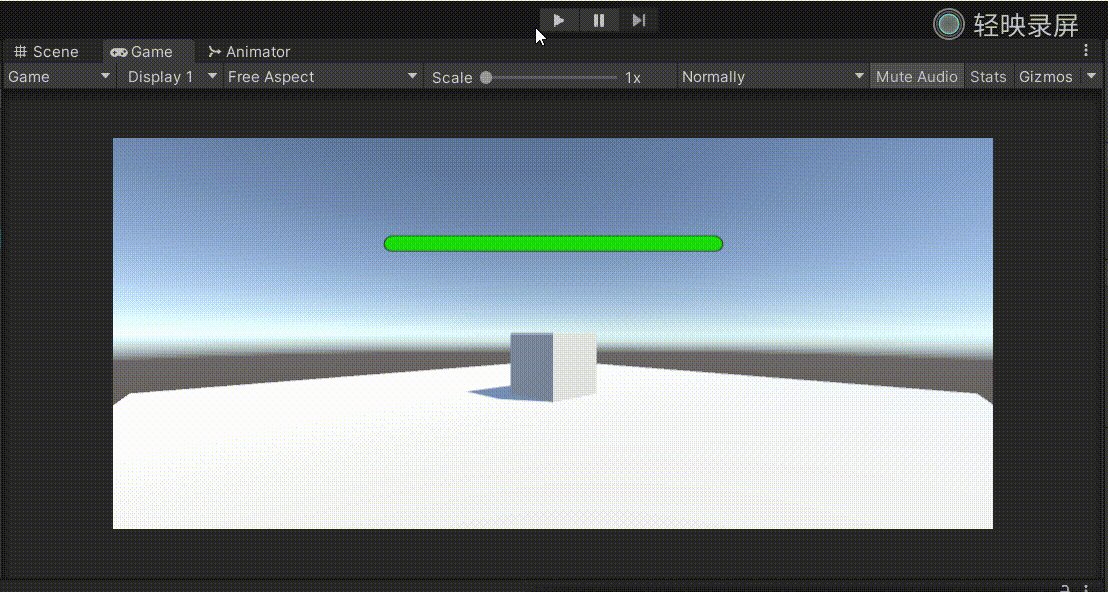 轻映录屏
Scene Game Animator
Game Display 1 Free Aspect Scale 1x Normally Mute Audio Stats Gizmos